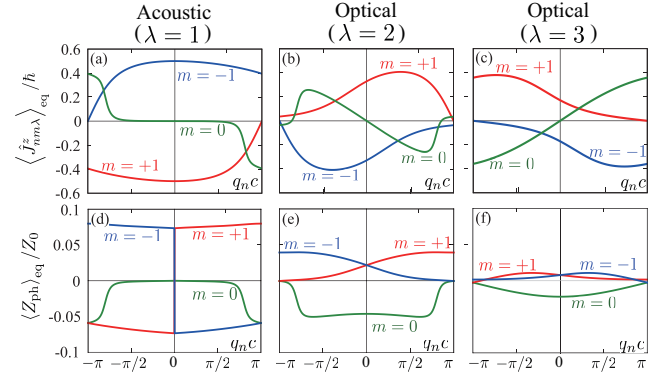 Acoustic Optical Optical
(λ = 1) (λ = 2) (λ = 3)
⟨ĵ^z_{nmλ}⟩_eq /ħ
0.6
0.4
0.2
0
-0.2
-0.4
-0.6
(a) m = −1 m = 0 m = +1 q_n c
(b) m = +1 m = 0 m = −1 q_n c
(c) m = +1 m = −1 m = 0 q_n c
⟨Z_ph⟩_eq /Z_0
0.1
0.05
0
-0.05
-0.1
(d) m = −1 m = +1 m = 0 q_n c
(e) m = −1 m = +1 m = 0 q_n c
(f) m = +1 m = −1 m = 0 q_n c
−π −π/2 0 π/2 π −π −π/2 0 π/2 π −π −π/2 0 π/2 π